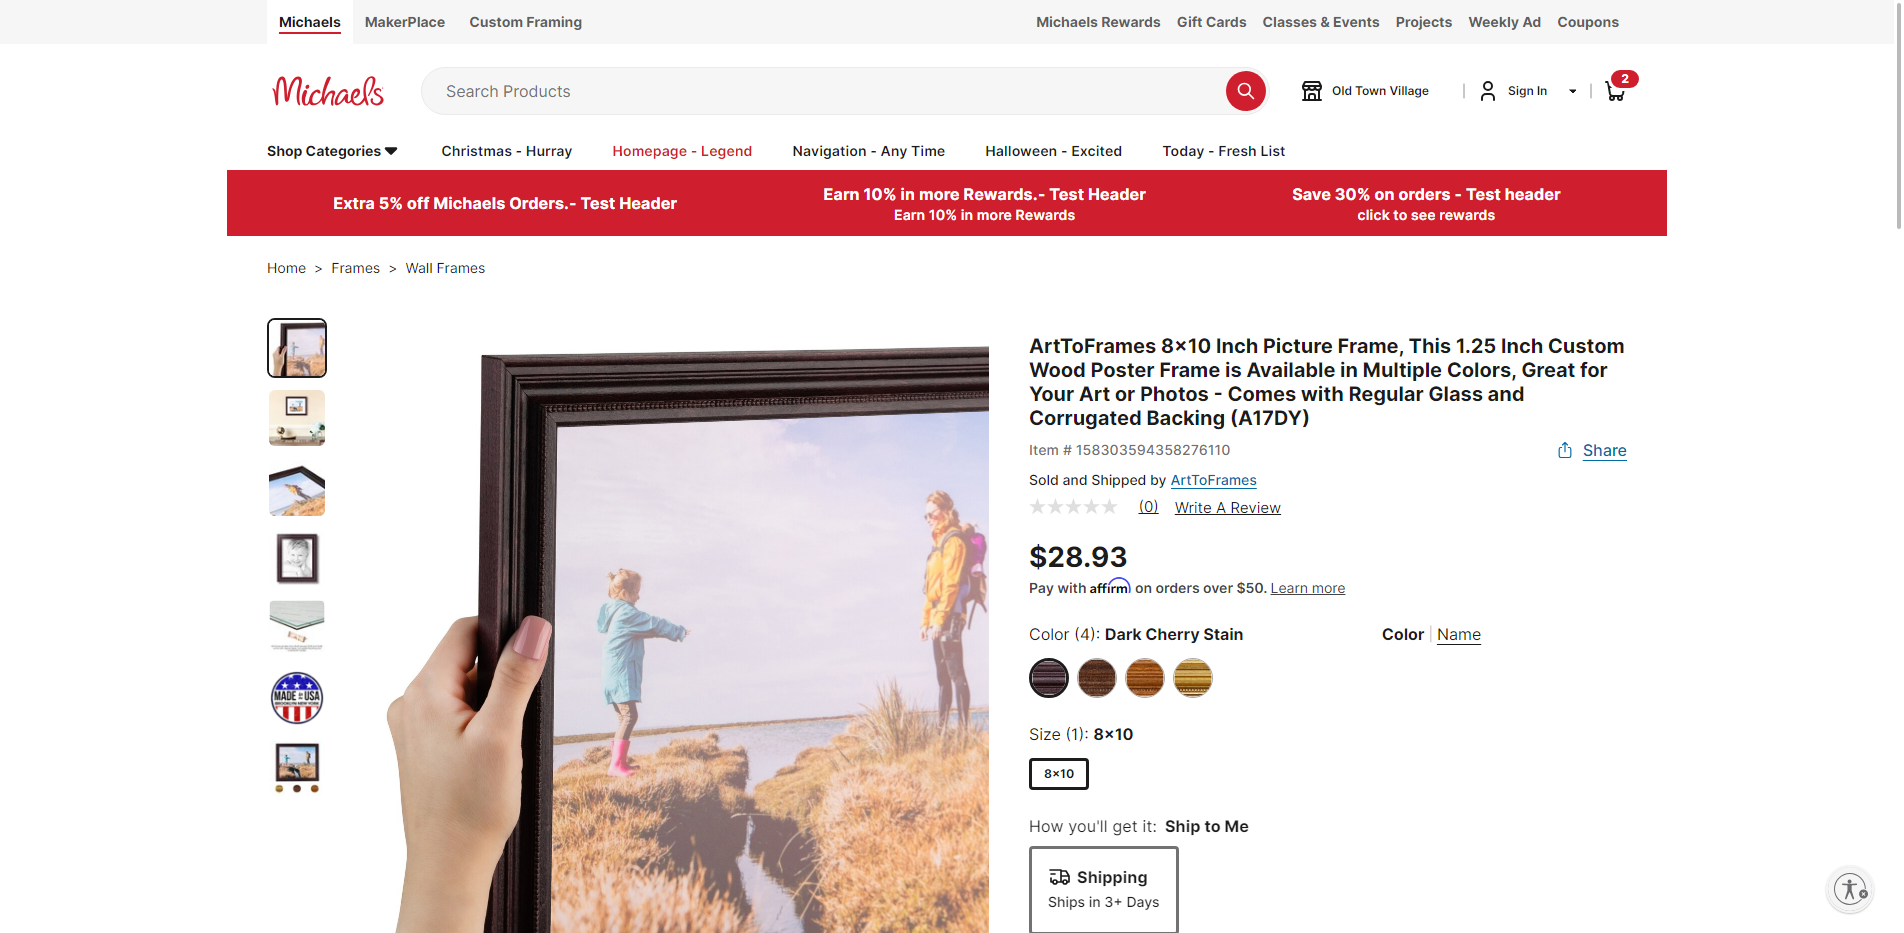 Michaels
MakerPlace
Custom Framing
Michaels Rewards
Gift Cards
Classes & Events
Projects
Weekly Ad
Coupons
Michaels
Search Products
Old Town Village
Sign In
2
Shop Categories
Christmas - Hurray
Homepage - Legend
Navigation - Any Time
Halloween - Excited
Today - Fresh List
Extra 5% off Michaels Orders.- Test Header
Earn 10% in more Rewards.- Test Header
Earn 10% in more Rewards
Save 30% on orders - Test header
click to see rewards
Home > Frames > Wall Frames
MADE IN USA
BROOKLYN NEW YORK
ArtToFrames 8x10 Inch Picture Frame, This 1.25 Inch Custom
Wood Poster Frame is Available in Multiple Colors, Great for
Your Art or Photos - Comes with Regular Glass and
Corrugated Backing (A17DY)
Item # 158303594358276110
Share
Sold and Shipped by ArtToFrames
(0) Write A Review
$28.93
Pay with affirm on orders over $50. Learn more
Color (4): Dark Cherry Stain
Color | Name
Size (1): 8x10
8x10
How you'll get it: Ship to Me
Shipping
Ships in 3+ Days